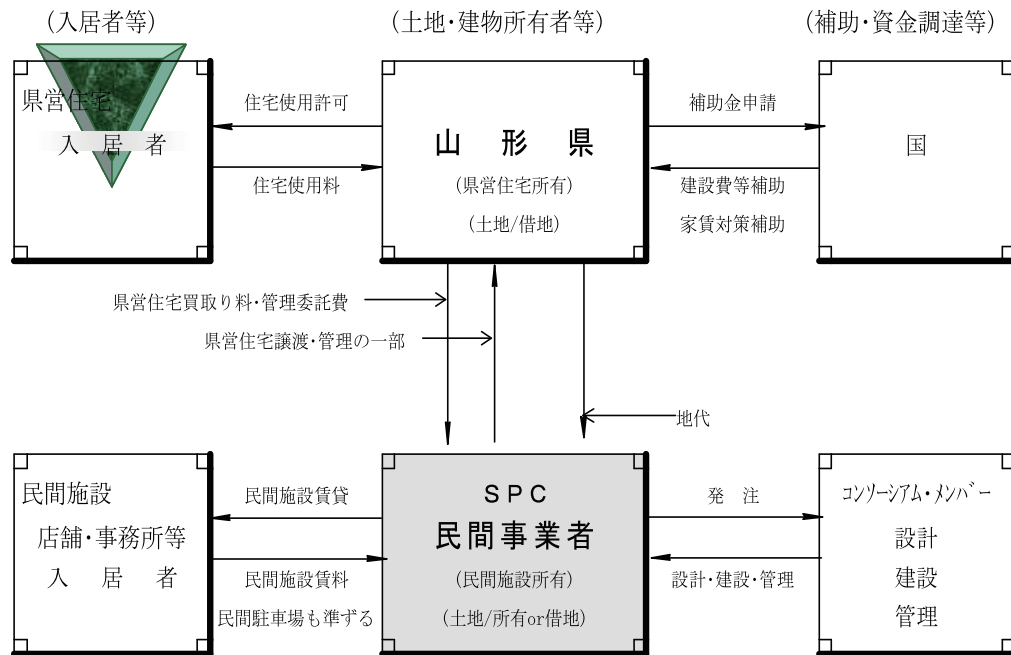 (入居者等)
(土地・建物所有者等)
(補助・資金調達等)
県営住宅
入　居　者
住宅使用許可
住宅使用料
山　形　県
(県営住宅所有)
(土地/借地)
補助金申請
建設費等補助
家賃対策補助
国
県営住宅買取り料・管理委託費
県営住宅譲渡・管理の一部
地代
民間施設
店舗・事務所等
入　居　者
民間施設賃貸
民間施設賃料
民間駐車場も準ずる
ＳＰＣ
民間事業者
(民間施設所有)
(土地/所有or借地)
発　注
設計・建設・管理
ｺﾝｿｰｼｱﾑ・ﾒﾝﾊﾞｰ
設計
建設
管理